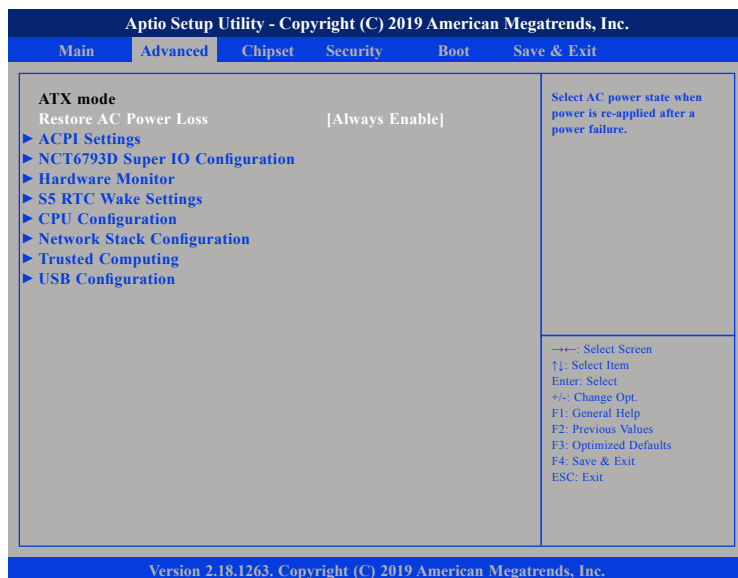 Aptio Setup Utility - Copyright (C) 2019 American Megatrends, Inc.
Main Advanced Chipset Security Boot Save & Exit
ATX mode
Restore AC Power Loss [Always Enable]
► ACPI Settings
► NCT6793D Super IO Configuration
► Hardware Monitor
► S5 RTC Wake Settings
► CPU Configuration
► Network Stack Configuration
► Trusted Computing
► USB Configuration
Select AC power state when
power is re-applied after a
power failure.
→←: Select Screen
↑↓: Select Item
Enter: Select
+/-: Change Opt.
F1: General Help
F2: Previous Values
F3: Optimized Defaults
F4: Save & Exit
ESC: Exit
Version 2.18.1263. Copyright (C) 2019 American Megatrends, Inc.